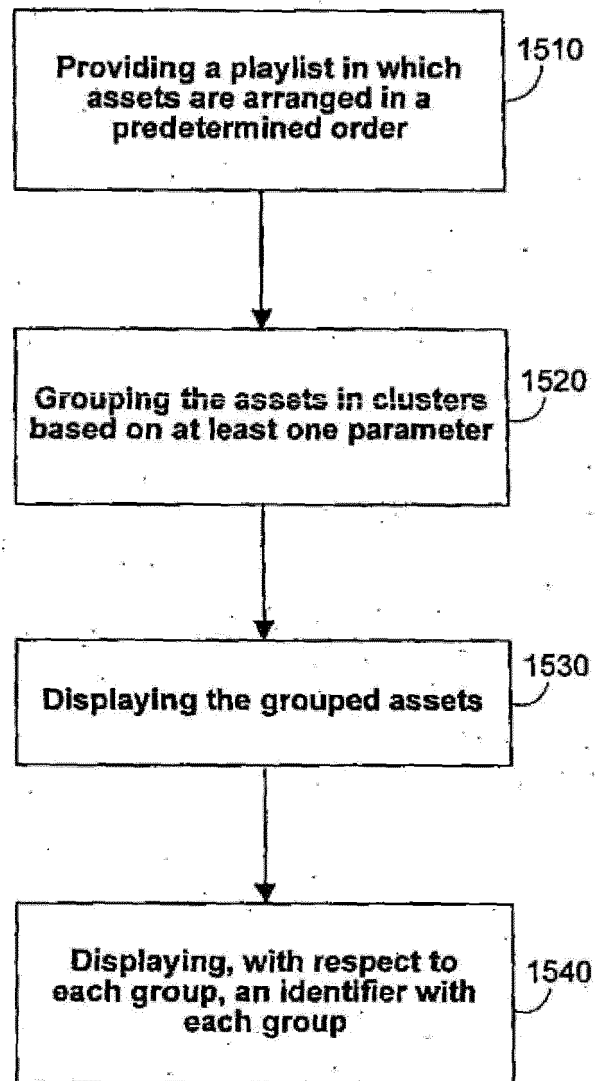 Providing a playlist in which
assets are arranged in a
predetermined order
1510
Grouping the assets in clusters
based on at least one parameter
1520
Displaying the grouped assets
1530
Displaying, with respect to
each group, an identifier with
each group
1540